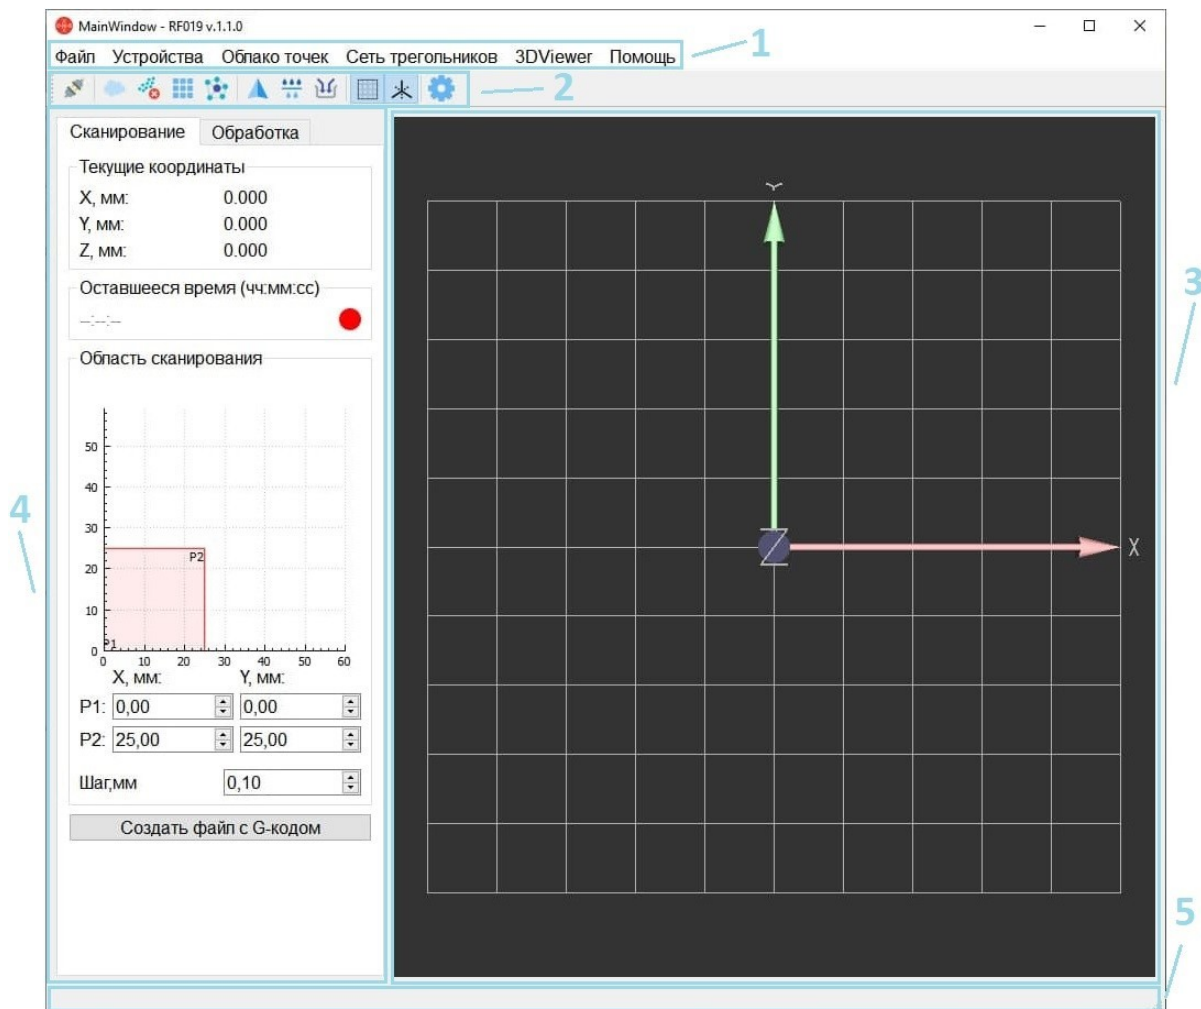 MainWindow - RF019 v.1.1.0
Файл Устройства Облако точек Сеть трегольников 3DViewer Помощь
1
2
Сканирование Обработка
Текущие координаты
X, мм: 0.000
Y, мм: 0.000
Z, мм: 0.000
Оставшееся время (чч:мм:сс)
--:--:--
Область сканирования
50
40
30
20
10
0
P2
P1
0 10 20 30 40 50 60
X, мм: Y, мм:
P1: 0,00 0,00
P2: 25,00 25,00
Шаг,мм 0,10
Создать файл с G-кодом
Y
Z
X
3
4
5